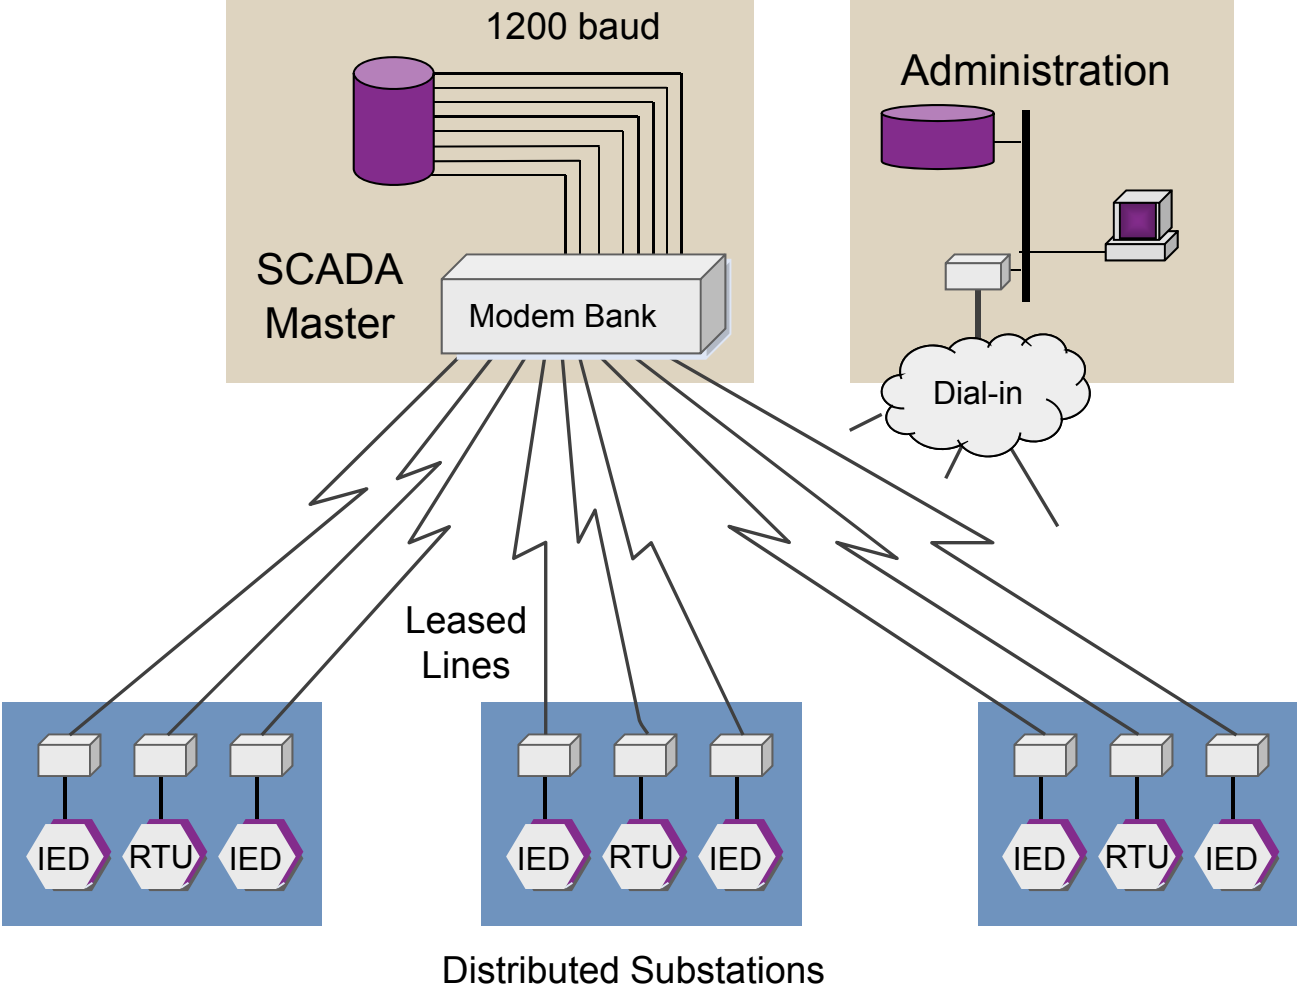 1200 baud
Administration
SCADA
Master
Modem Bank
Dial-in
Leased
Lines
IED RTU IED
IED RTU IED
IED RTU IED
Distributed Substations